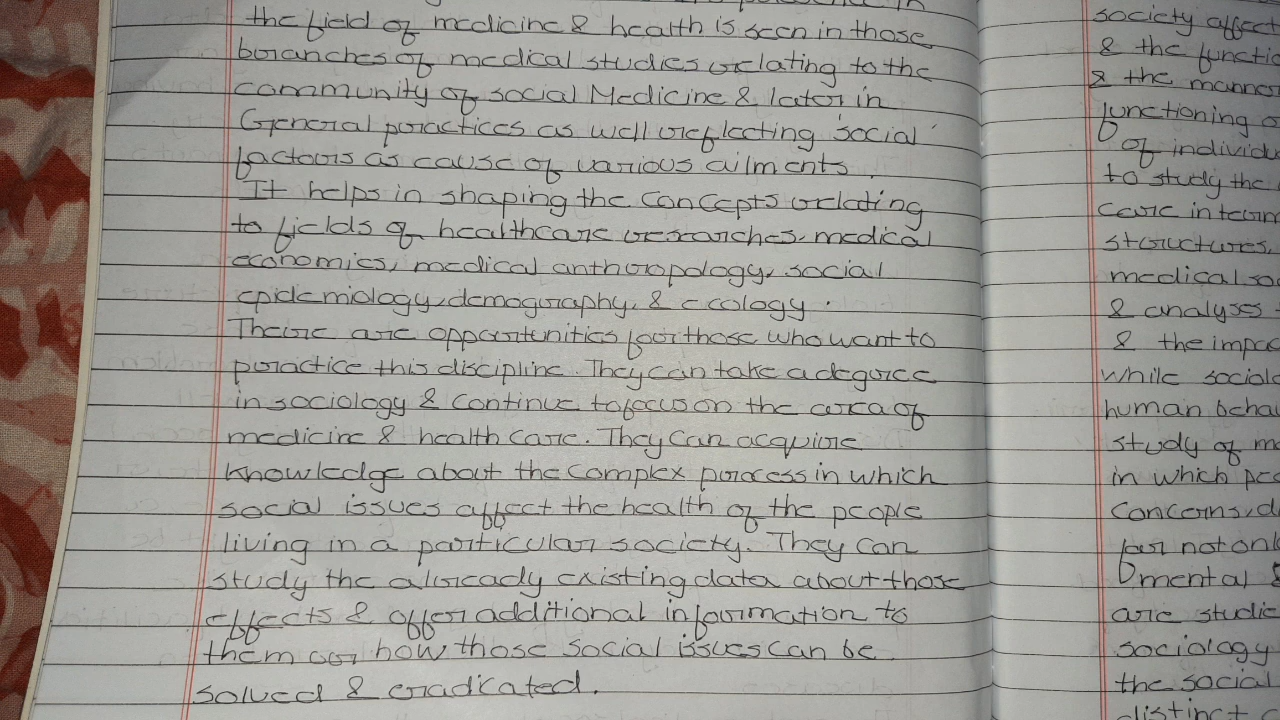 in
the field of medicine & health is seen in those
branches of medical studies relating to the
community of social Medicine & later in
General practices as well reflecting social
factors as cause of various ailments.
It helps in shaping the concepts relating
to fields of healthcare researches, medical
economics, medical anthropology, social
epidemiology, demography, & ecology.
There are opportunities for those who want to
practice this discipline. They can take a degree
in sociology & continue to focus on the area of
medicine & health care. They can acquire
knowledge about the complex process in which
social issues affect the health of the people
living in a particular society. They can
study the already existing data about those
effects & offer additional information to
them or how those social issues can be
solved & eradicated.
society affect
& the functio
& the manner
functioning o
of individu
to study the
care in term
structures,
medical so
& analyses
& the impac
while sociolo
human behai
study of me
in which peo
concerns, d
for not onl
mental &
are studie
sociology
the social
distinct